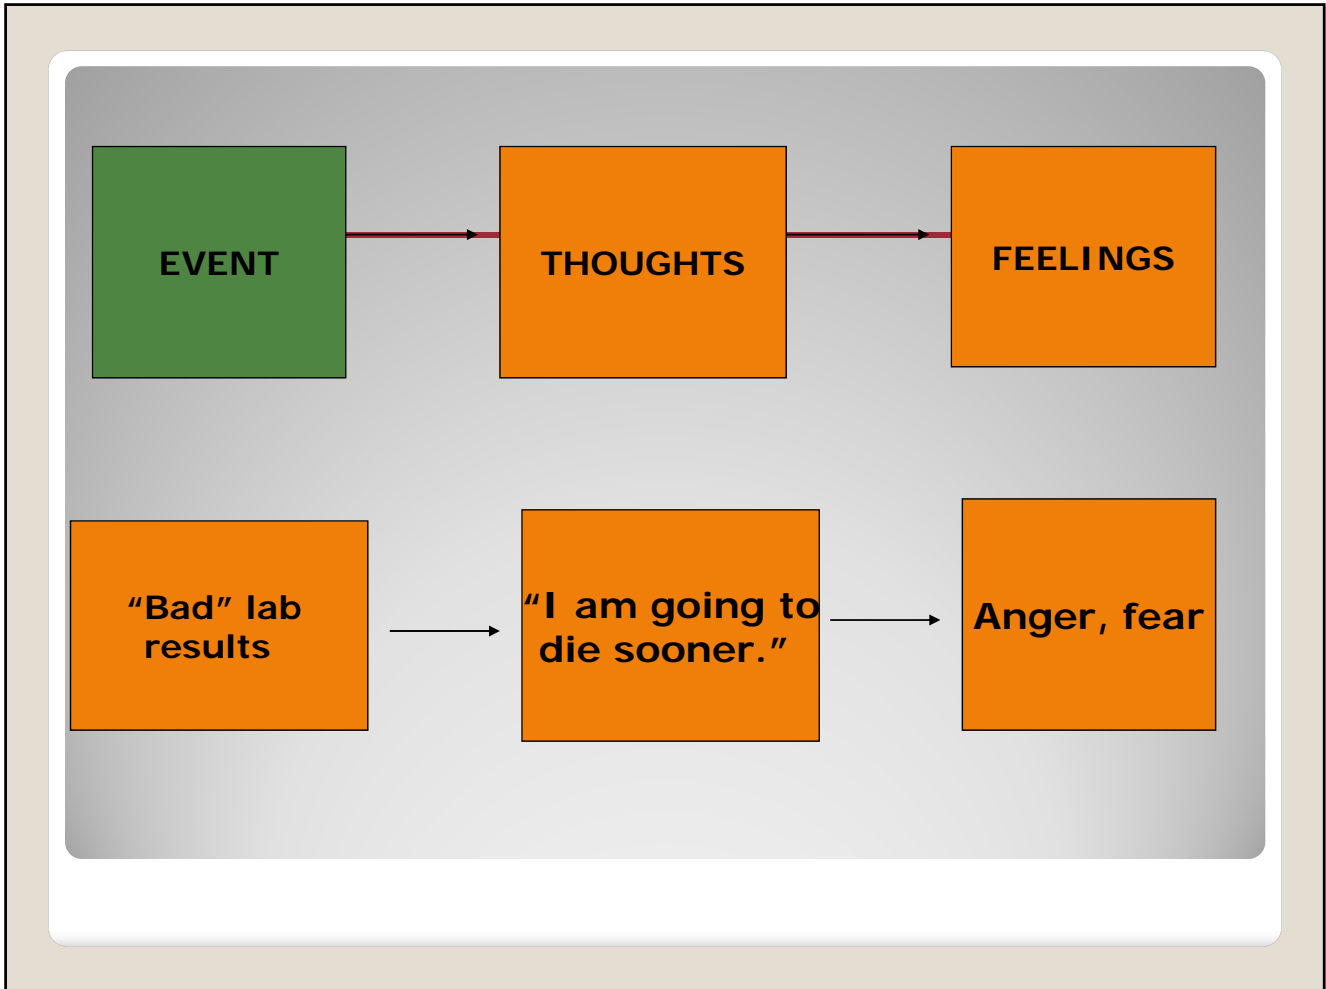 EVENT
THOUGHTS
FEELINGS
“Bad” lab
results
“I am going to
die sooner.”
Anger, fear